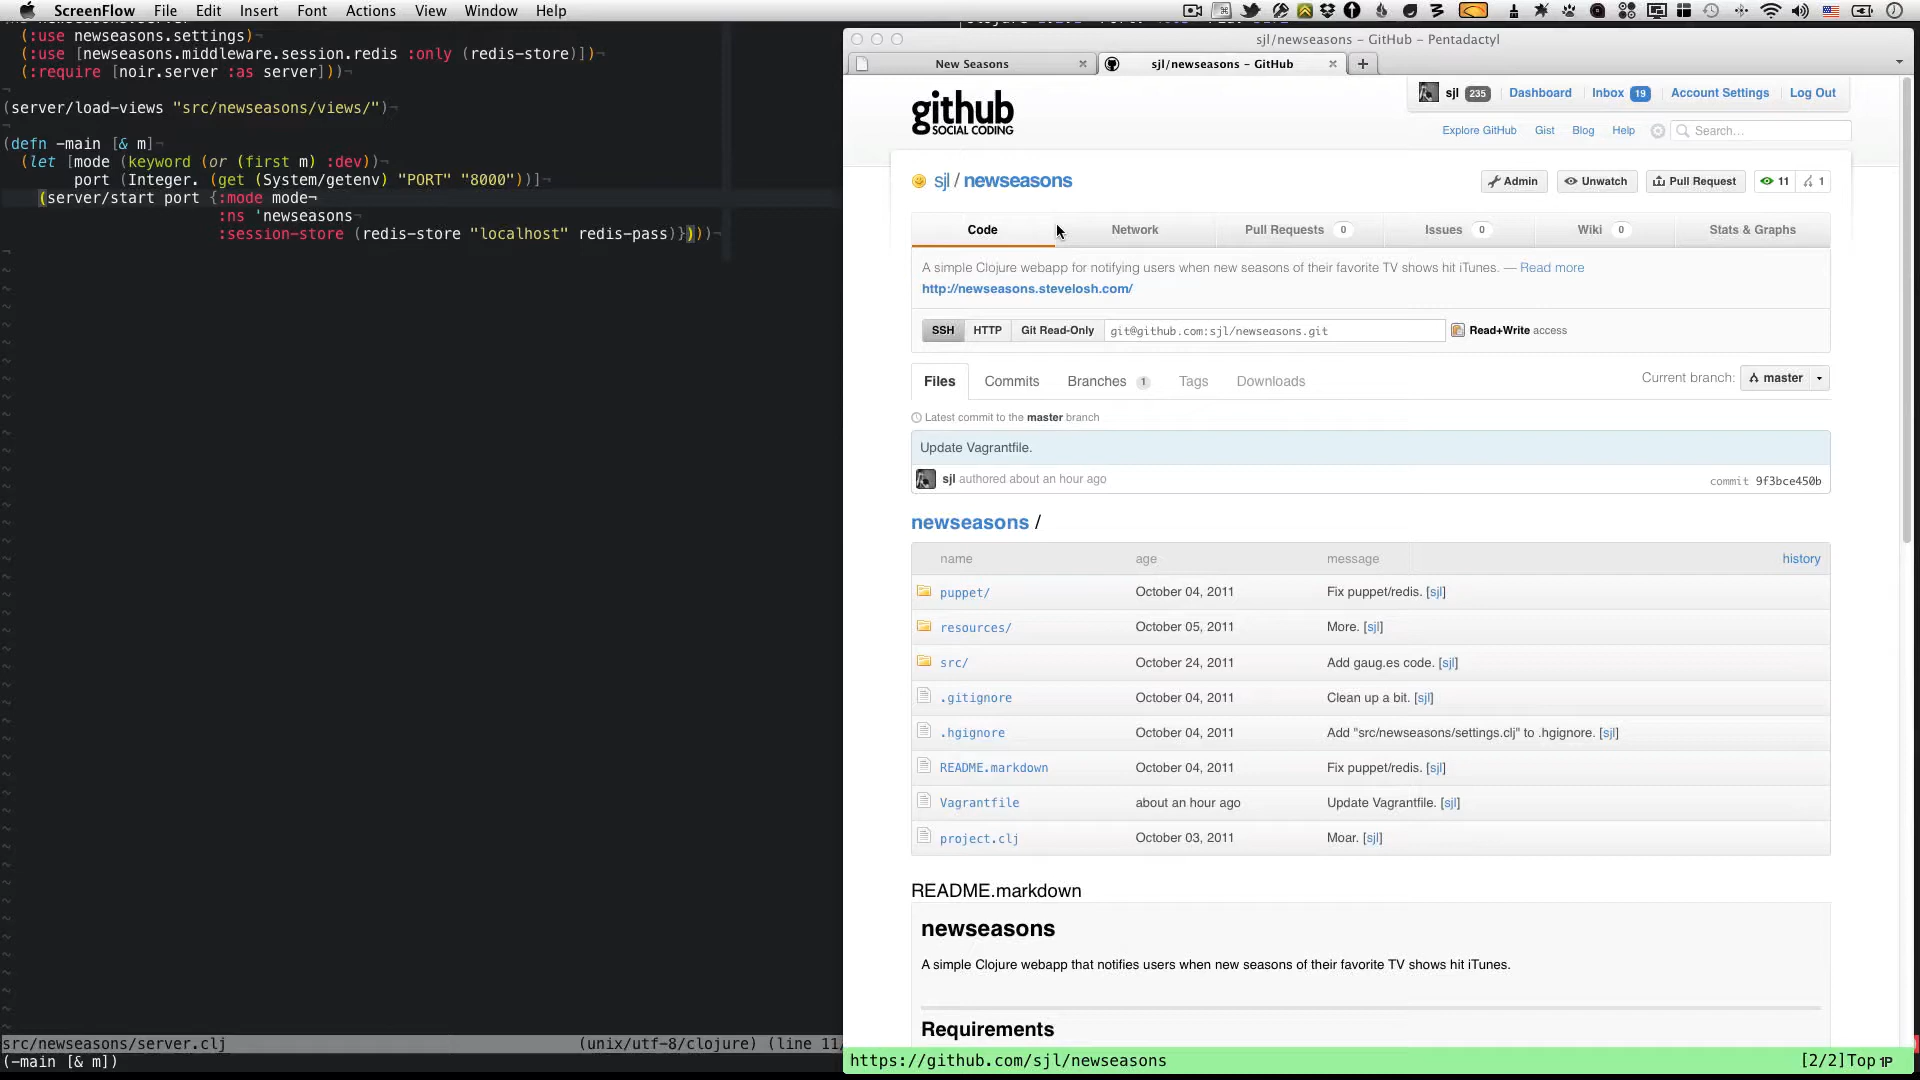 ScreenFlow File Edit Insert Font Actions View Window Help
(:use newseasons.settings)¬
(:use [newseasons.middleware.session.redis :only (redis-store)])¬
(:require [noir.server :as server]))¬
(server/load-views "src/newseasons/views/")¬
¬
(defn -main [& m]¬
(let [mode (keyword (or (first m) :dev))¬
port (Integer. (get (System/getenv) "PORT" "8000"))]¬
(server/start port {:mode mode¬
:ns 'newseasons¬
:session-store (redis-store "localhost" redis-pass)})))¬
¬
src/newseasons/server.clj (unix/utf-8/clojure) (line 11/
(-main [& m])
sjl/newseasons – GitHub – Pentadactyl
New Seasons
sjl/newseasons – GitHub
github
SOCIAL CODING
sjl 235 Dashboard Inbox 19 Account Settings Log Out
Explore GitHub Gist Blog Help Search...
sjl / newseasons
Admin Unwatch Pull Request 11 1
Code Network Pull Requests 0 Issues 0 Wiki 0 Stats & Graphs
A simple Clojure webapp for notifying users when new seasons of their favorite TV shows hit iTunes. — Read more
http://newseasons.stevelosh.com/
SSH HTTP Git Read-Only git@github.com:sjl/newseasons.git Read+Write access
Files Commits Branches 1 Tags Downloads Current branch: master
Latest commit to the master branch
Update Vagrantfile.
sjl authored about an hour ago commit 9f3bce450b
newseasons /
name age message history
puppet/ October 04, 2011 Fix puppet/redis. [sjl]
resources/ October 05, 2011 More. [sjl]
src/ October 24, 2011 Add gaug.es code. [sjl]
.gitignore October 04, 2011 Clean up a bit. [sjl]
.hgignore October 04, 2011 Add "src/newseasons/settings.clj" to .hgignore. [sjl]
README.markdown October 04, 2011 Fix puppet/redis. [sjl]
Vagrantfile about an hour ago Update Vagrantfile. [sjl]
project.clj October 03, 2011 Moar. [sjl]
README.markdown
newseasons
A simple Clojure webapp that notifies users when new seasons of their favorite TV shows hit iTunes.
Requirements
https://github.com/sjl/newseasons [2/2]Top 1P